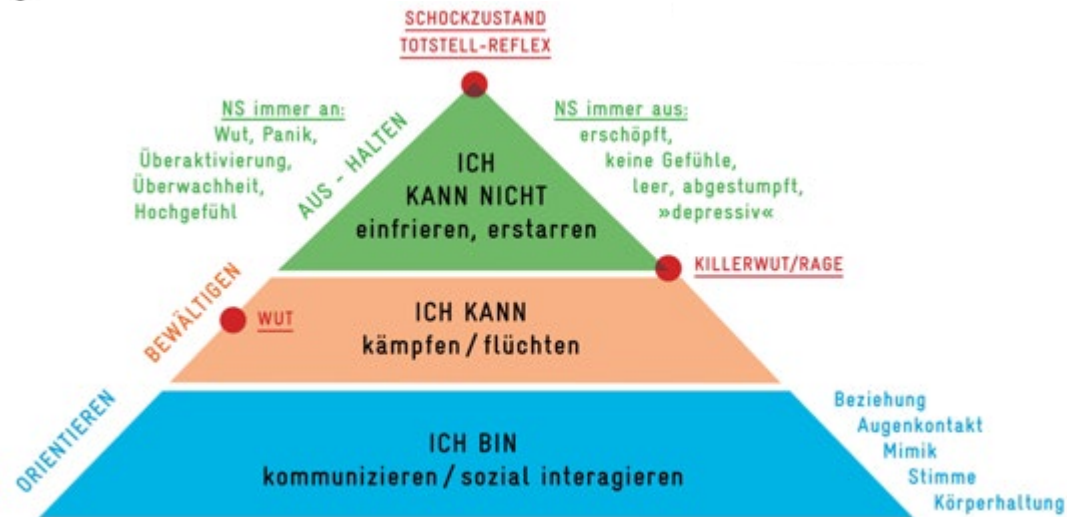 SCHOCKZUSTAND
TOTSTELL-REFLEX
NS immer an:
Wut, Panik,
Überaktivierung,
Überwachheit,
Hochgefühl
AUS - HALTEN
NS immer aus:
erschöpft,
keine Gefühle,
leer, abgestumpft,
»depressiv«
ICH
KANN NICHT
einfrieren, erstarren
KILLERWUT/RAGE
BEWÄLTIGEN
WUT
ICH KANN
kämpfen / flüchten
ORIENTIEREN
ICH BIN
kommunizieren / sozial interagieren
Beziehung
Augenkontakt
Mimik
Stimme
Körperhaltung